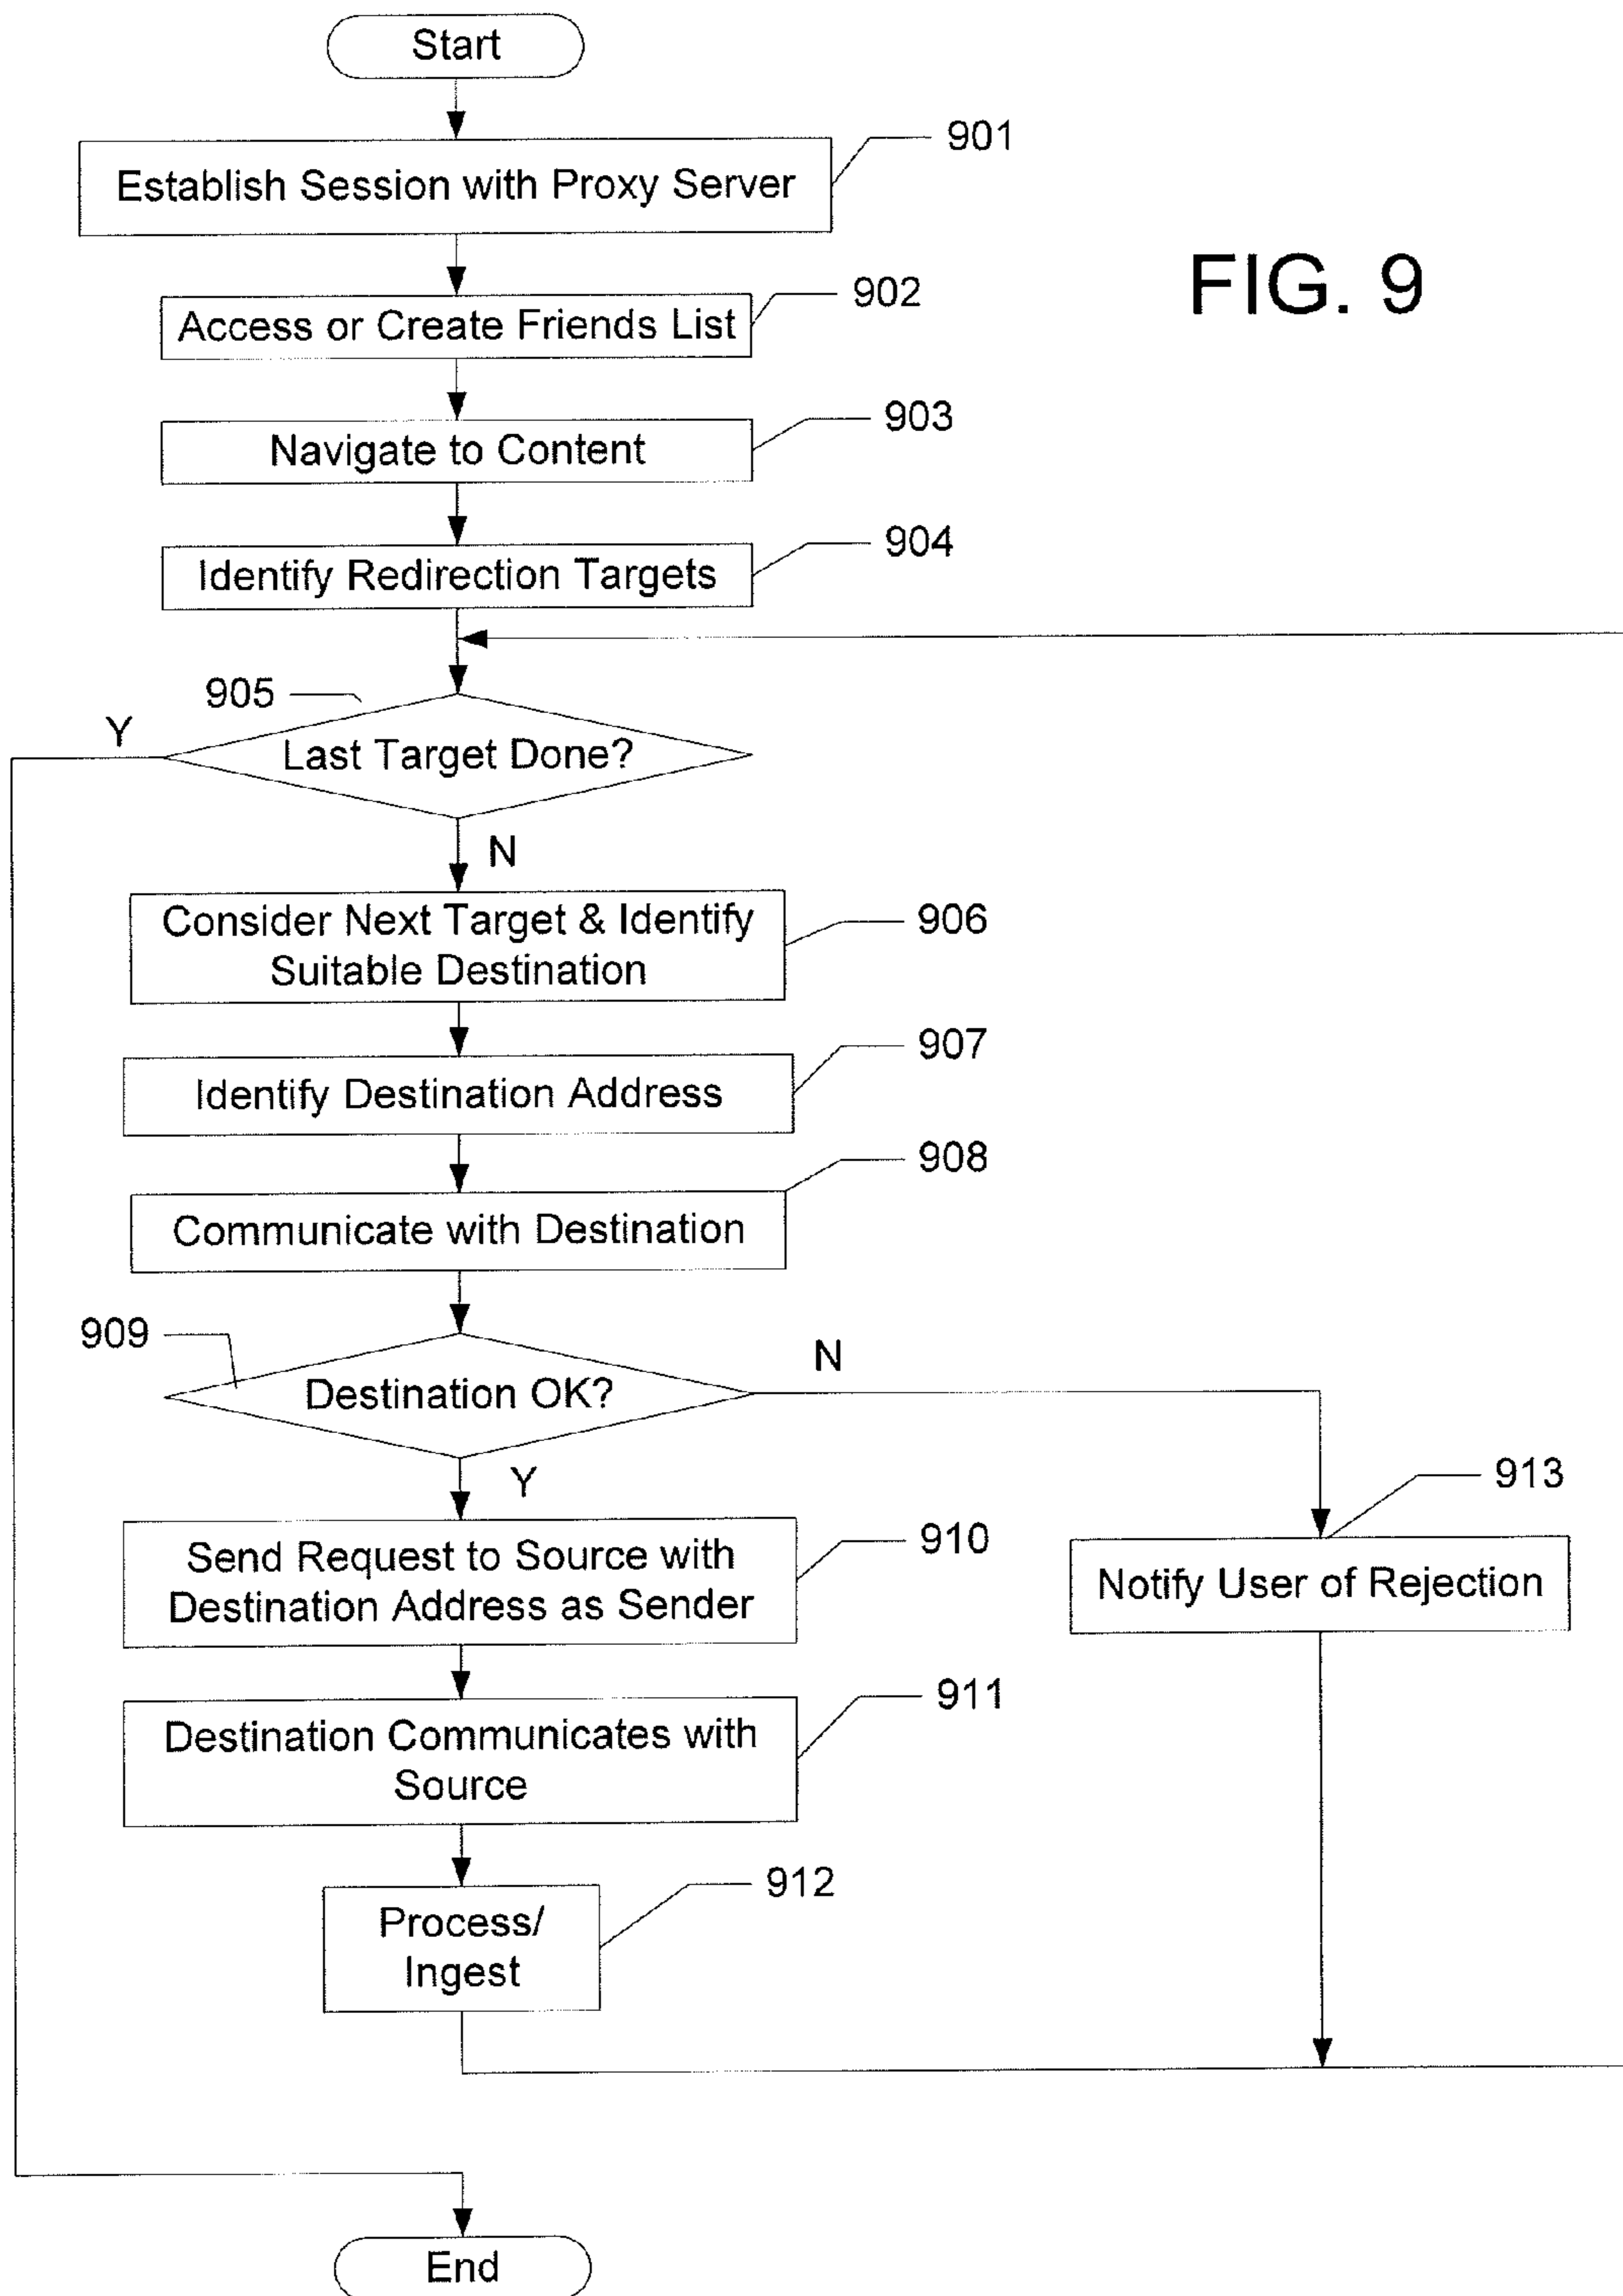 Start
901
Establish Session with Proxy Server
FIG. 9
902
Access or Create Friends List
903
Navigate to Content
904
Identify Redirection Targets
905
Y
Last Target Done?
N
Consider Next Target & Identify
Suitable Destination
906
907
Identify Destination Address
908
Communicate with Destination
909
N
Destination OK?
Y
913
Send Request to Source with
Destination Address as Sender
910
Notify User of Rejection
911
Destination Communicates with
Source
912
Process/
Ingest
End